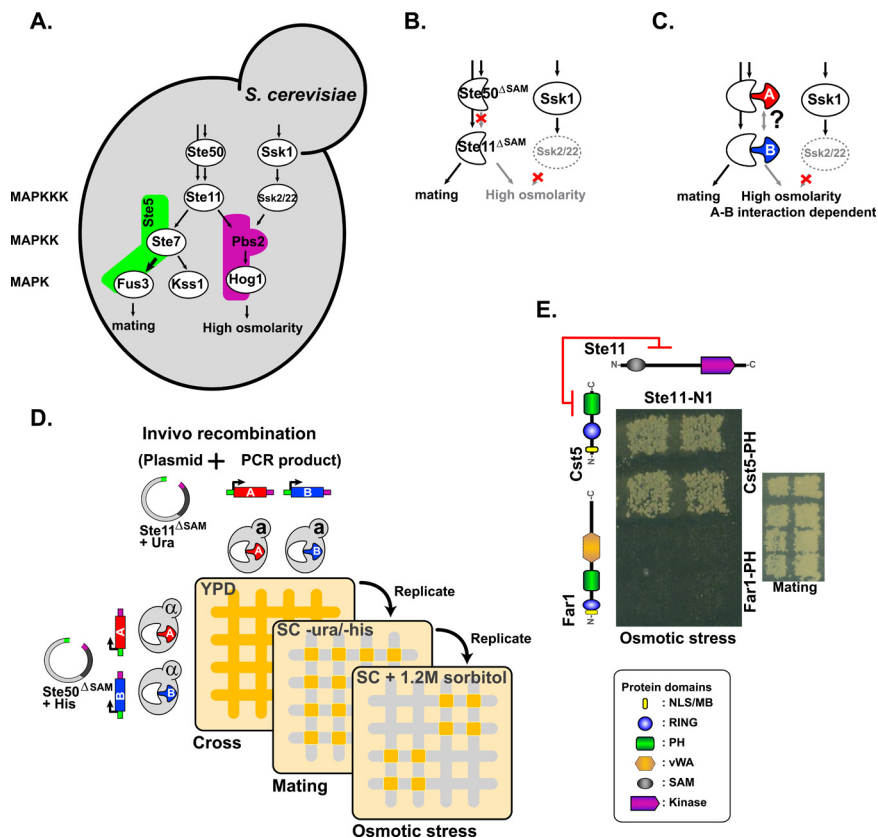 A.
S. cerevisiae
Ste50
Ssk1
MAPKKK
Ste11
Ssk2/22
Ste5
MAPKK
Ste7
Pbs2
MAPK
Fus3
Kss1
Hog1
mating
High osmolarity
B.
Ste50ΔSAM
Ssk1
Ste11ΔSAM
Ssk2/22
mating
High osmolarity
C.
A
Ssk1
?
B
Ssk2/22
mating
High osmolarity
A-B interaction dependent
D.
Invivo recombination
(Plasmid + PCR product)
A
B
Ste11ΔSAM
+ Ura
a
a
A
B
A
α
A
Ste50ΔSAM
+ His
B
α
B
YPD
Replicate
SC -ura/-his
Replicate
SC + 1.2M sorbitol
Cross
Mating
Osmotic stress
E.
Ste11
N-
-C
Ste11-N1
-C
Cst5
N-
Cst5-PH
-C
Far1
N-
Far1-PH
Osmotic stress
Mating
Protein domains
: NLS/MB
: RING
: PH
: vWA
: SAM
: Kinase